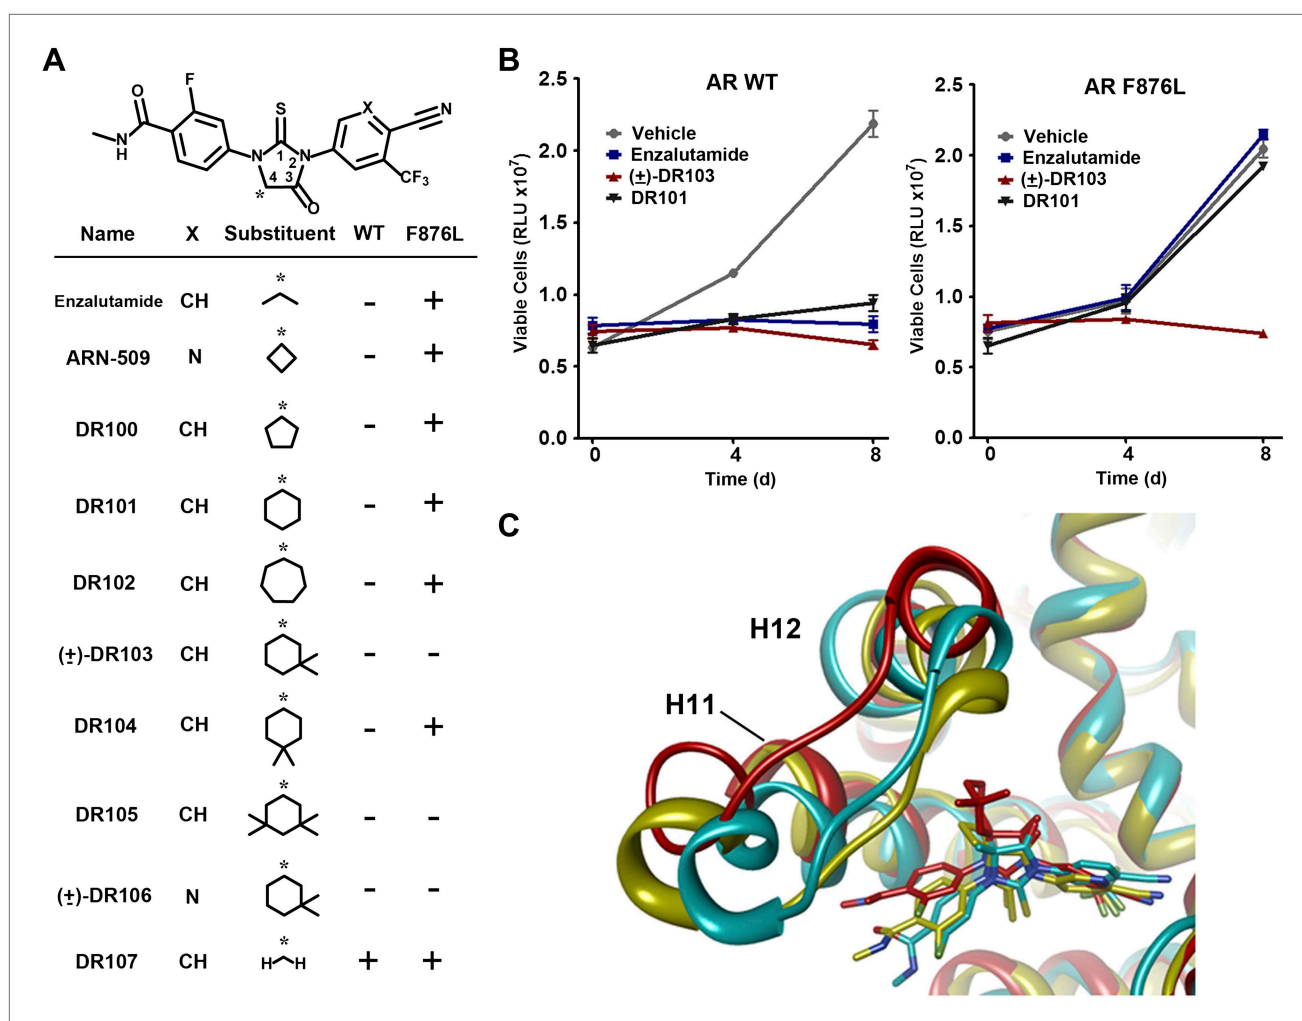 A
F
O
S
X
N
N
H
N
1
2
N
4
3
CF3
*
O
Name X Substituent WT F876L
*
Enzalutamide CH - +
*
ARN-509 N - +
*
DR100 CH - +
*
DR101 CH - +
*
DR102 CH - +
*
(±)-DR103 CH - -
*
DR104 CH - +
*
DR105 CH - -
*
(±)-DR106 N - -
*
DR107 CH H H + +
B
AR WT
Viable Cells (RLU x10^7)
2.5
2.0
1.5
1.0
0.5
0.0
Vehicle
Enzalutamide
(±)-DR103
DR101
0 4 8
Time (d)
AR F876L
Viable Cells (RLU x10^7)
2.5
2.0
1.5
1.0
0.5
0.0
Vehicle
Enzalutamide
(±)-DR103
DR101
0 4 8
Time (d)
C
H12
H11